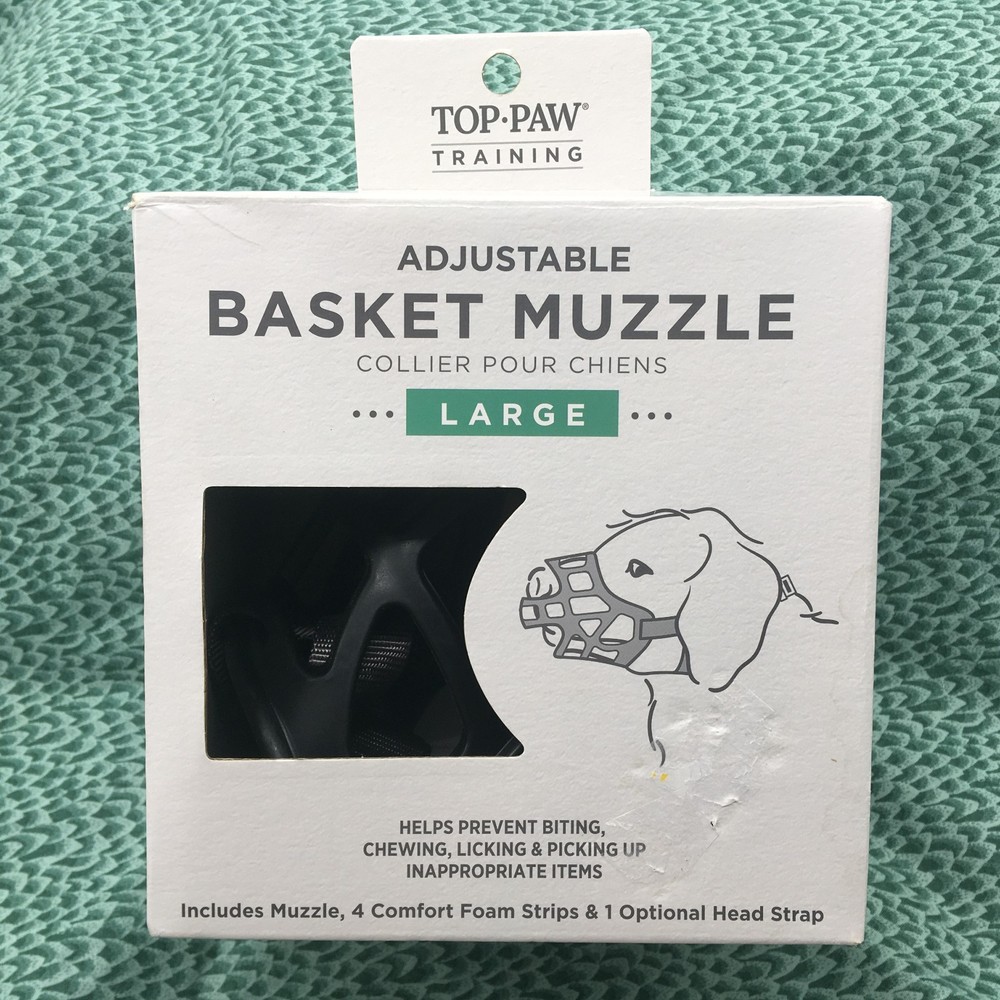 TOP•PAW®
TRAINING
ADJUSTABLE
BASKET MUZZLE
COLLIER POUR CHIENS
••• LARGE •••
HELPS PREVENT BITING,
CHEWING, LICKING & PICKING UP
INAPPROPRIATE ITEMS
Includes Muzzle, 4 Comfort Foam Strips & 1 Optional Head Strap